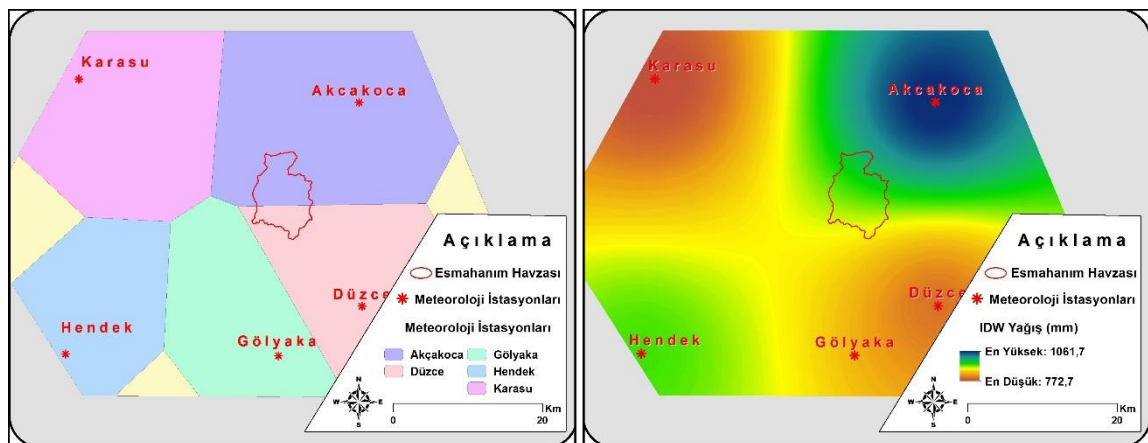 Karasu
Akcakoca
Hendek
Gölyaka
Düzce
Açıklama
Esmahanım Havzası
Meteoroloji İstasyonları
Meteoroloji İstasyonları
Akçakoca
Gölyaka
Düzce
Hendek
Karasu
N
W
E
S
Km
0
20
Karasu
Akcakoca
Hendek
Gölyaka
Düzce
Açıklama
Esmahanım Havzası
Meteoroloji İstasyonları
IDW Yağış (mm)
En Yüksek: 1061,7
En Düşük: 772,7
N
W
E
S
Km
0
20